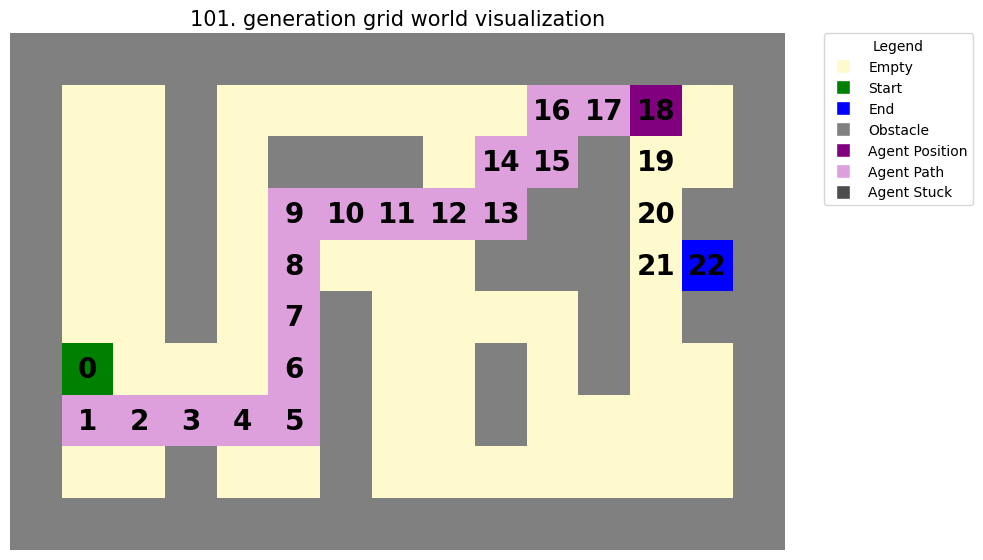 101. generation grid world visualization
Legend
Empty
Start
End
Obstacle
Agent Position
Agent Path
Agent Stuck
16 17 18
14 15 19
9 10 11 12 13 20
8 21 22
7
0 6
1 2 3 4 5